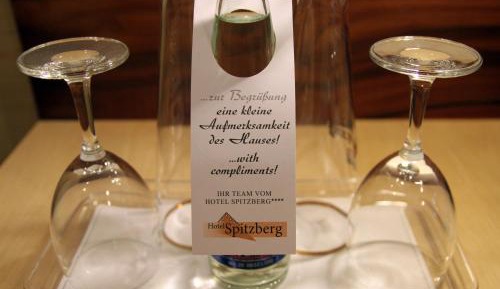 ...zur Begrüßung
eine kleine
Aufmerksamkeit
des Hauses!
...with
compliments!
IHR TEAM VOM
HOTEL SPITZBERG****
Hotel Spitzberg